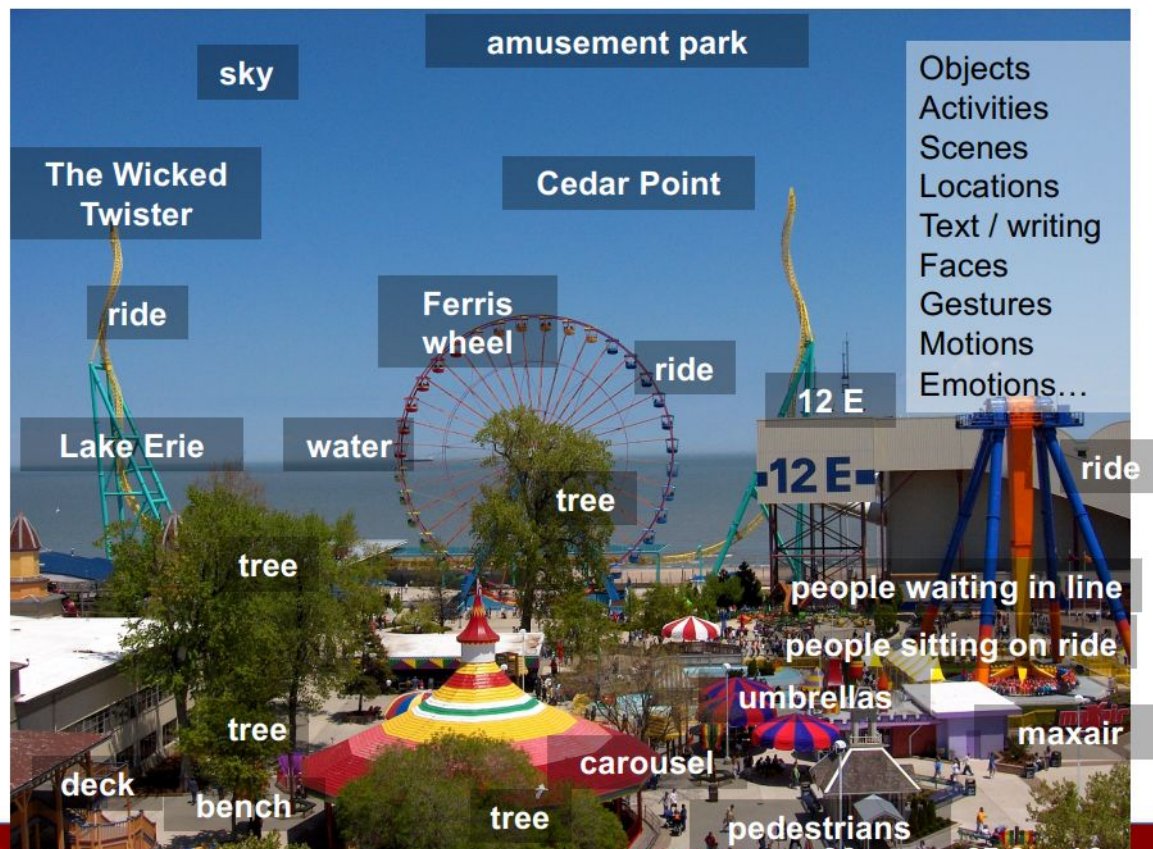 amusement park
sky
Objects
Activities
Scenes
Locations
Text / writing
Faces
Gestures
Motions
Emotions...
The Wicked
Twister
Cedar Point
ride
Ferris
wheel
ride
12 E
Lake Erie
water
12 E
ride
tree
tree
people waiting in line
people sitting on ride
umbrellas
tree
maxair
carousel
deck
bench
tree
pedestrians